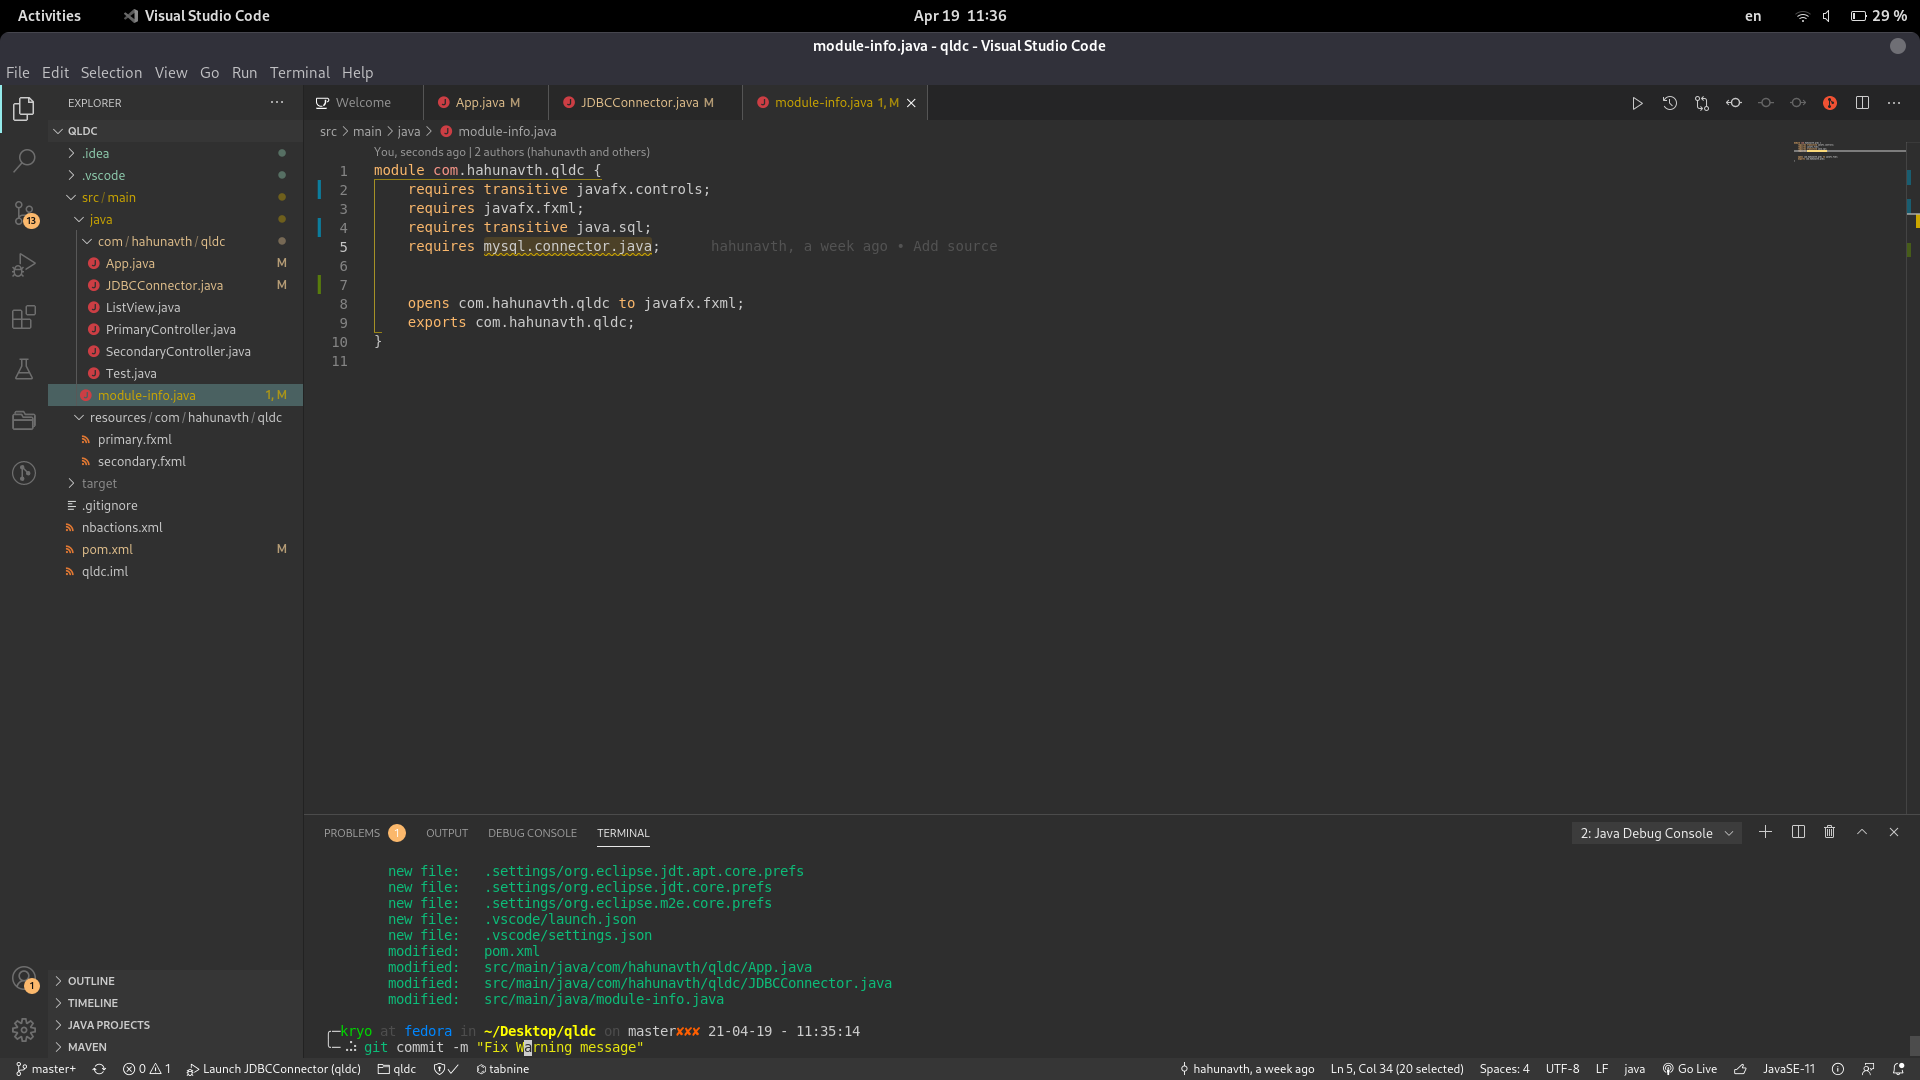 Activities Visual Studio Code Apr 19 11:36 en 29 %
module-info.java - qldc - Visual Studio Code
File Edit Selection View Go Run Terminal Help
EXPLORER ···
QLDC
.idea
.vscode
src / main
java
com / hahunavth / qldc
App.java M
JDBCConnector.java M
ListView.java
PrimaryController.java
SecondaryController.java
Test.java
module-info.java 1, M
resources / com / hahunavth / qldc
primary.fxml
secondary.fxml
target
.gitignore
nbactions.xml
pom.xml M
qldc.iml
OUTLINE
TIMELINE
JAVA PROJECTS
MAVEN
13
1
Welcome App.java M JDBCConnector.java M module-info.java 1, M
src > main > java > module-info.java
You, seconds ago | 2 authors (hahunavth and others)
1 module com.hahunavth.qldc {
2 requires transitive javafx.controls;
3 requires javafx.fxml;
4 requires transitive java.sql;
5 requires mysql.connector.java; hahunavth, a week ago • Add source
6
7
8 opens com.hahunavth.qldc to javafx.fxml;
9 exports com.hahunavth.qldc;
10 }
11
PROBLEMS 1 OUTPUT DEBUG CONSOLE TERMINAL 2: Java Debug Console
new file: .settings/org.eclipse.jdt.apt.core.prefs
new file: .settings/org.eclipse.jdt.core.prefs
new file: .settings/org.eclipse.m2e.core.prefs
new file: .vscode/launch.json
new file: .vscode/settings.json
modified: pom.xml
modified: src/main/java/com/hahunavth/qldc/App.java
modified: src/main/java/com/hahunavth/qldc/JDBCConnector.java
modified: src/main/java/module-info.java
kryo at fedora in ~/Desktop/qldc on master✘✘✘ 21-04-19 - 11:35:14
git commit -m "Fix Warning message"
master+ 0 1 Launch JDBCConnector (qldc) qldc tabnine hahunavth, a week ago Ln 5, Col 34 (20 selected) Spaces: 4 UTF-8 LF java Go Live JavaSE-11